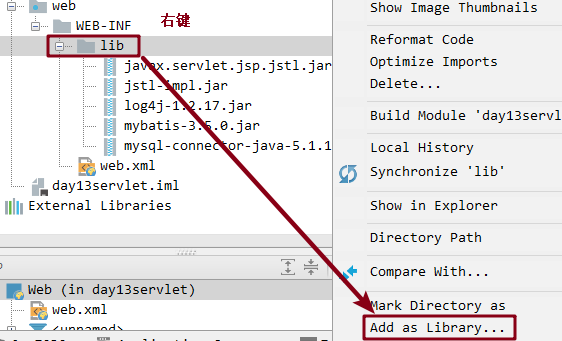 web
WEB-INF
右键
lib
javax.servlet.jsp.jstl.jar
jstl-impl.jar
log4j-1.2.17.jar
mybatis-3.5.0.jar
mysql-connector-java-5.1.1
web.xml
day13servlet.iml
External Libraries
Web (in day13servlet)
web.xml
<unnamed>
Show Image Thumbnails
Reformat Code
Optimize Imports
Delete...
Build Module 'day13servl
Local History
Synchronize 'lib'
Show in Explorer
Directory Path
Compare With...
Mark Directory as
Add as Library...